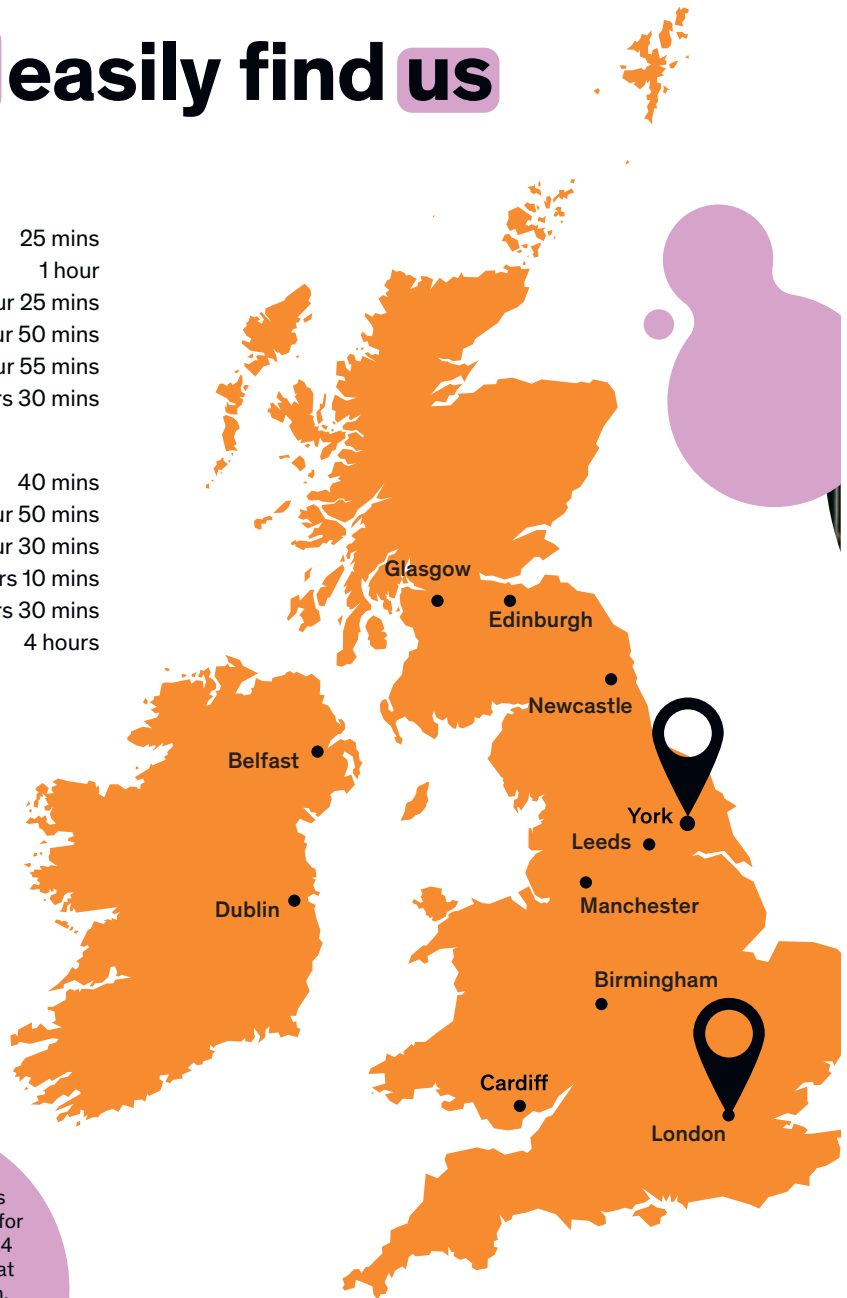 easily find us
25 mins
1 hour
ur 25 mins
ur 50 mins
ur 55 mins
rs 30 mins
40 mins
ur 50 mins
ur 30 mins
rs 10 mins
rs 30 mins
4 hours
Glasgow
Edinburgh
Newcastle
Belfast
York
Leeds
Dublin
Manchester
Birmingham
Cardiff
London
s
for
4
at